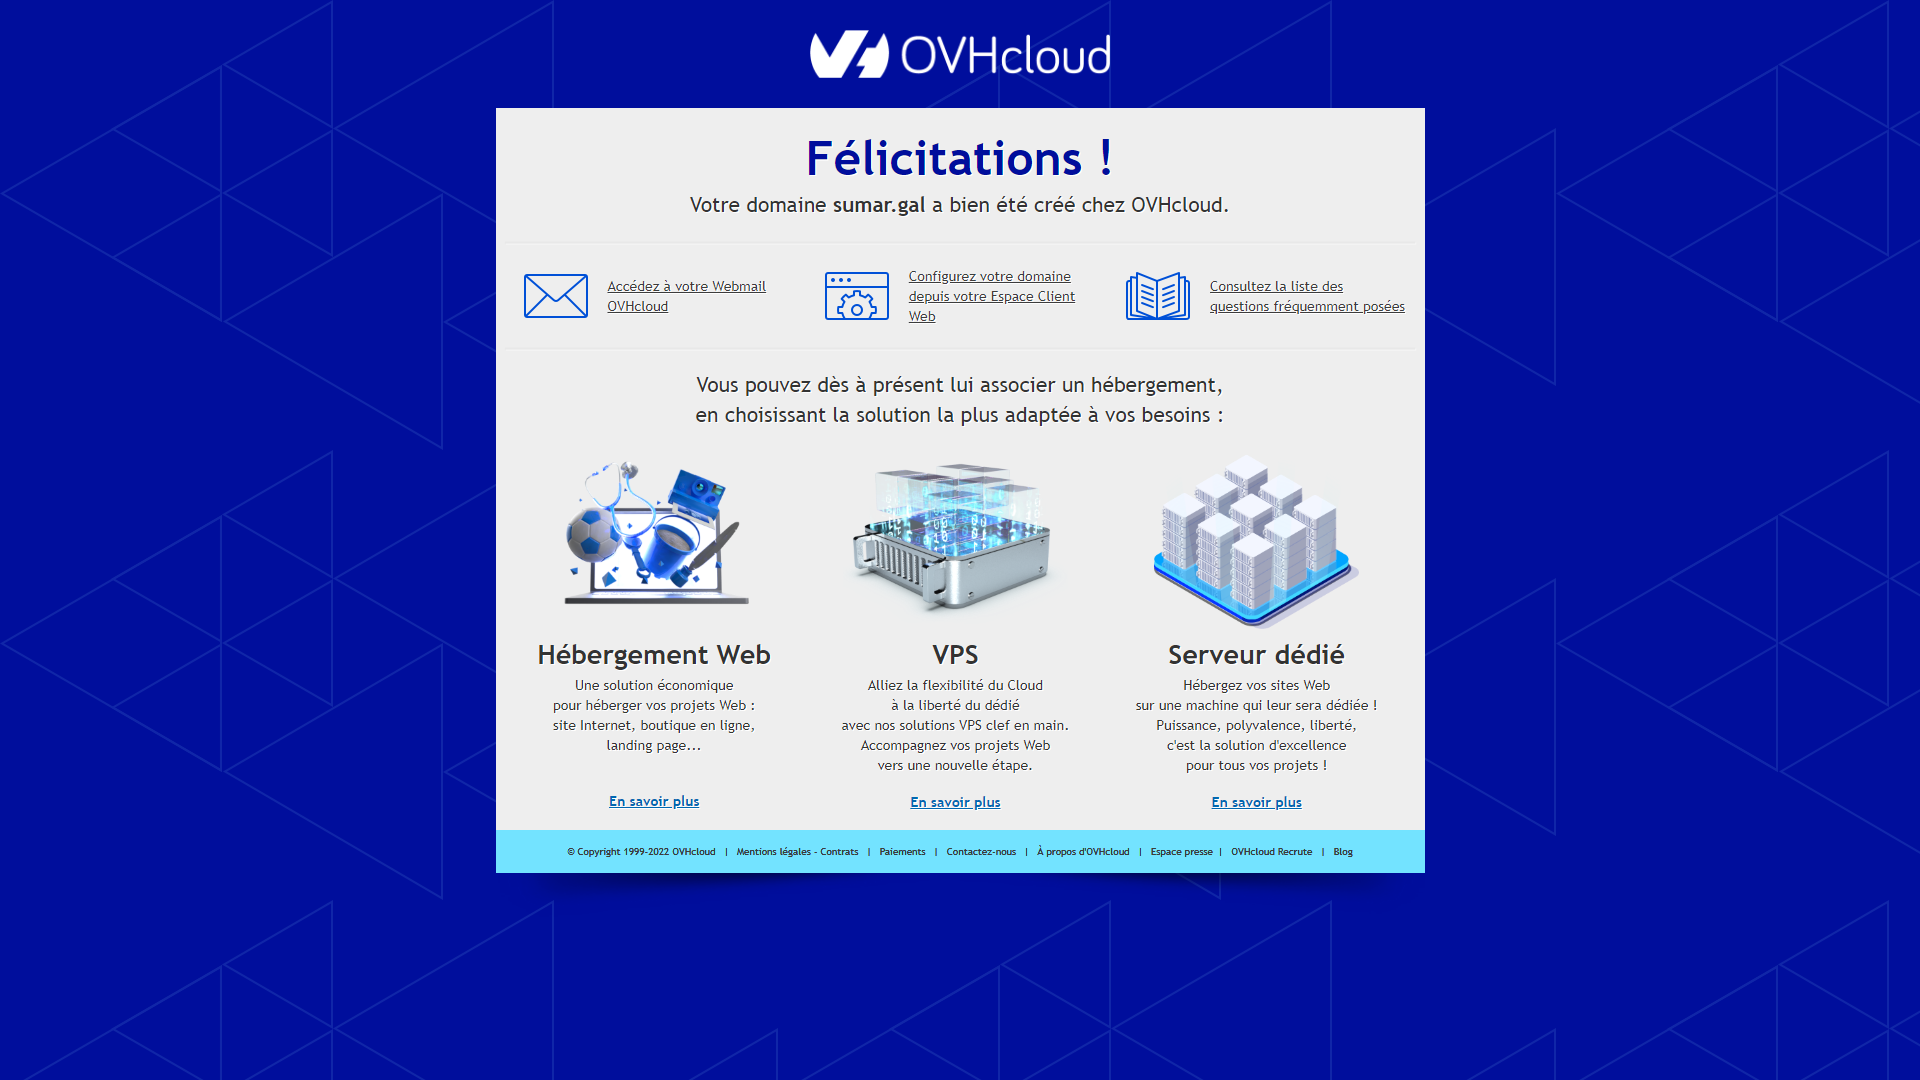 OVHcloud
Félicitations !
Votre domaine sumar.gal a bien été créé chez OVHcloud.
Accédez à votre Webmail
OVHcloud
Configurez votre domaine
depuis votre Espace Client
Web
Consultez la liste des
questions fréquemment posées
Vous pouvez dès à présent lui associer un hébergement,
en choisissant la solution la plus adaptée à vos besoins :
Hébergement Web
Une solution économique
pour héberger vos projets Web :
site Internet, boutique en ligne,
landing page...
En savoir plus
VPS
Alliez la flexibilité du Cloud
à la liberté du dédié
avec nos solutions VPS clef en main.
Accompagnez vos projets Web
vers une nouvelle étape.
En savoir plus
Serveur dédié
Hébergez vos sites Web
sur une machine qui leur sera dédiée !
Puissance, polyvalence, liberté,
c'est la solution d'excellence
pour tous vos projets !
En savoir plus
© Copyright 1999-2022 OVHcloud | Mentions légales - Contrats | Paiements | Contactez-nous | À propos d'OVHcloud | Espace presse | OVHcloud Recrute | Blog